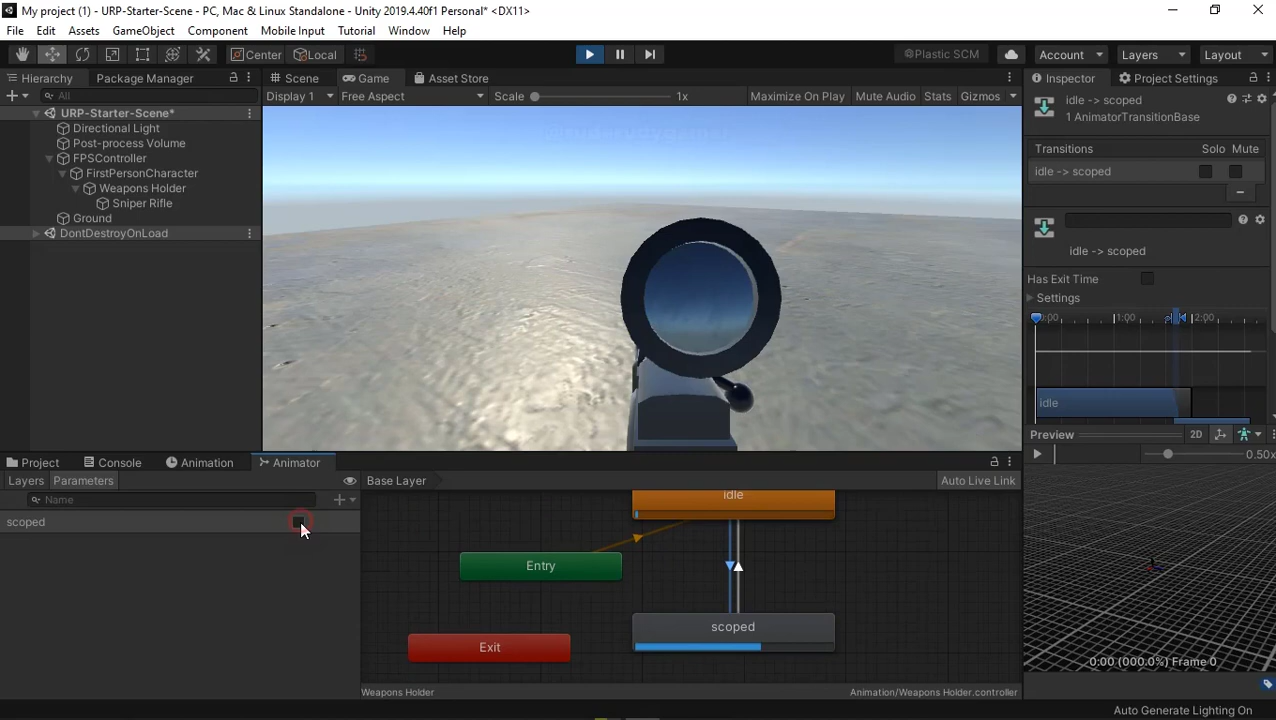 My project (1) - URP-Starter-Scene - PC, Mac & Linux Standalone - Unity 2019.4.40f1 Personal* <DX11>
File Edit Assets GameObject Component Mobile Input Tutorial Window Help
Center Local Plastic SCM Account Layers Layout
Hierarchy Package Manager Scene Game Asset Store Inspector Project Settings
All Display 1 Free Aspect Scale 1x Maximize On Play Mute Audio Stats Gizmos
idle -> scoped
1 AnimatorTransitionBase
URP-Starter-Scene*
Directional Light
Post-process Volume
FPSController
FirstPersonCharacter
Weapons Holder
Sniper Rifle
Ground
DontDestroyOnLoad
Transitions Solo Mute
idle -> scoped
idle -> scoped
Has Exit Time
Settings
0:00 1:00 2:00
idle
Preview 2D
0.50x
0:00 (000.0%) Frame 0
Project Console Animation Animator
Layers Parameters Base Layer Auto Live Link
Name
scoped
idle
Entry
scoped
Exit
Weapons Holder Animation/Weapons Holder.controller
Auto Generate Lighting On